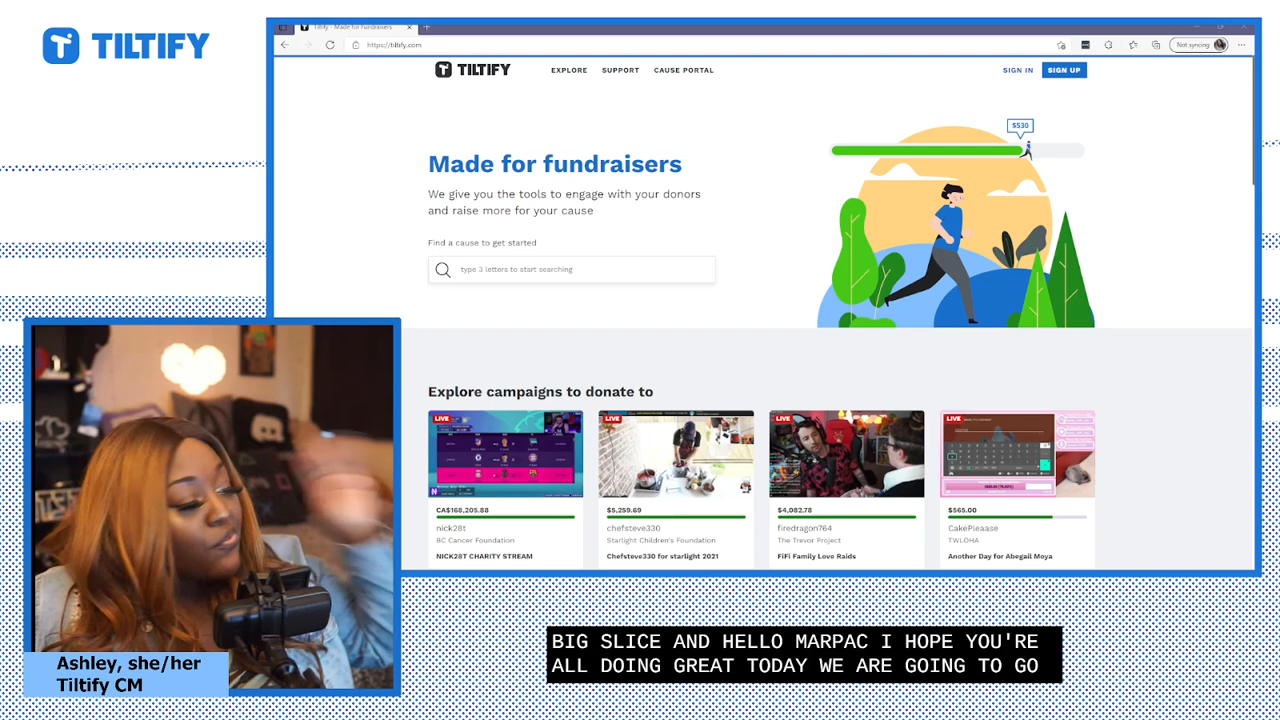 TILTIFY
Tiltify - Made for Fundraisers
https://tiltify.com
Not syncing
TILTIFY
EXPLORE SUPPORT CAUSE PORTAL
SIGN IN SIGN UP
$530
Made for fundraisers
We give you the tools to engage with your donors
and raise more for your cause
Find a cause to get started
type 3 letters to start searching
Explore campaigns to donate to
LIVE
CA$168,205.88
nick28t
BC Cancer Foundation
NICK28T CHARITY STREAM
LIVE
$5,259.69
chefsteve330
Starlight Children's Foundation
Chefsteve330 for starlight 2021
LIVE
$4,082.78
firedragon764
The Trevor Project
FiFi Family Love Raids
LIVE
$565.00
CakePleaase
TWLOHA
Another Day for Abegail Moya
Ashley, she/her
Tiltify CM
BIG SLICE AND HELLO MARPAC I HOPE YOU'RE
ALL DOING GREAT TODAY WE ARE GOING TO GO